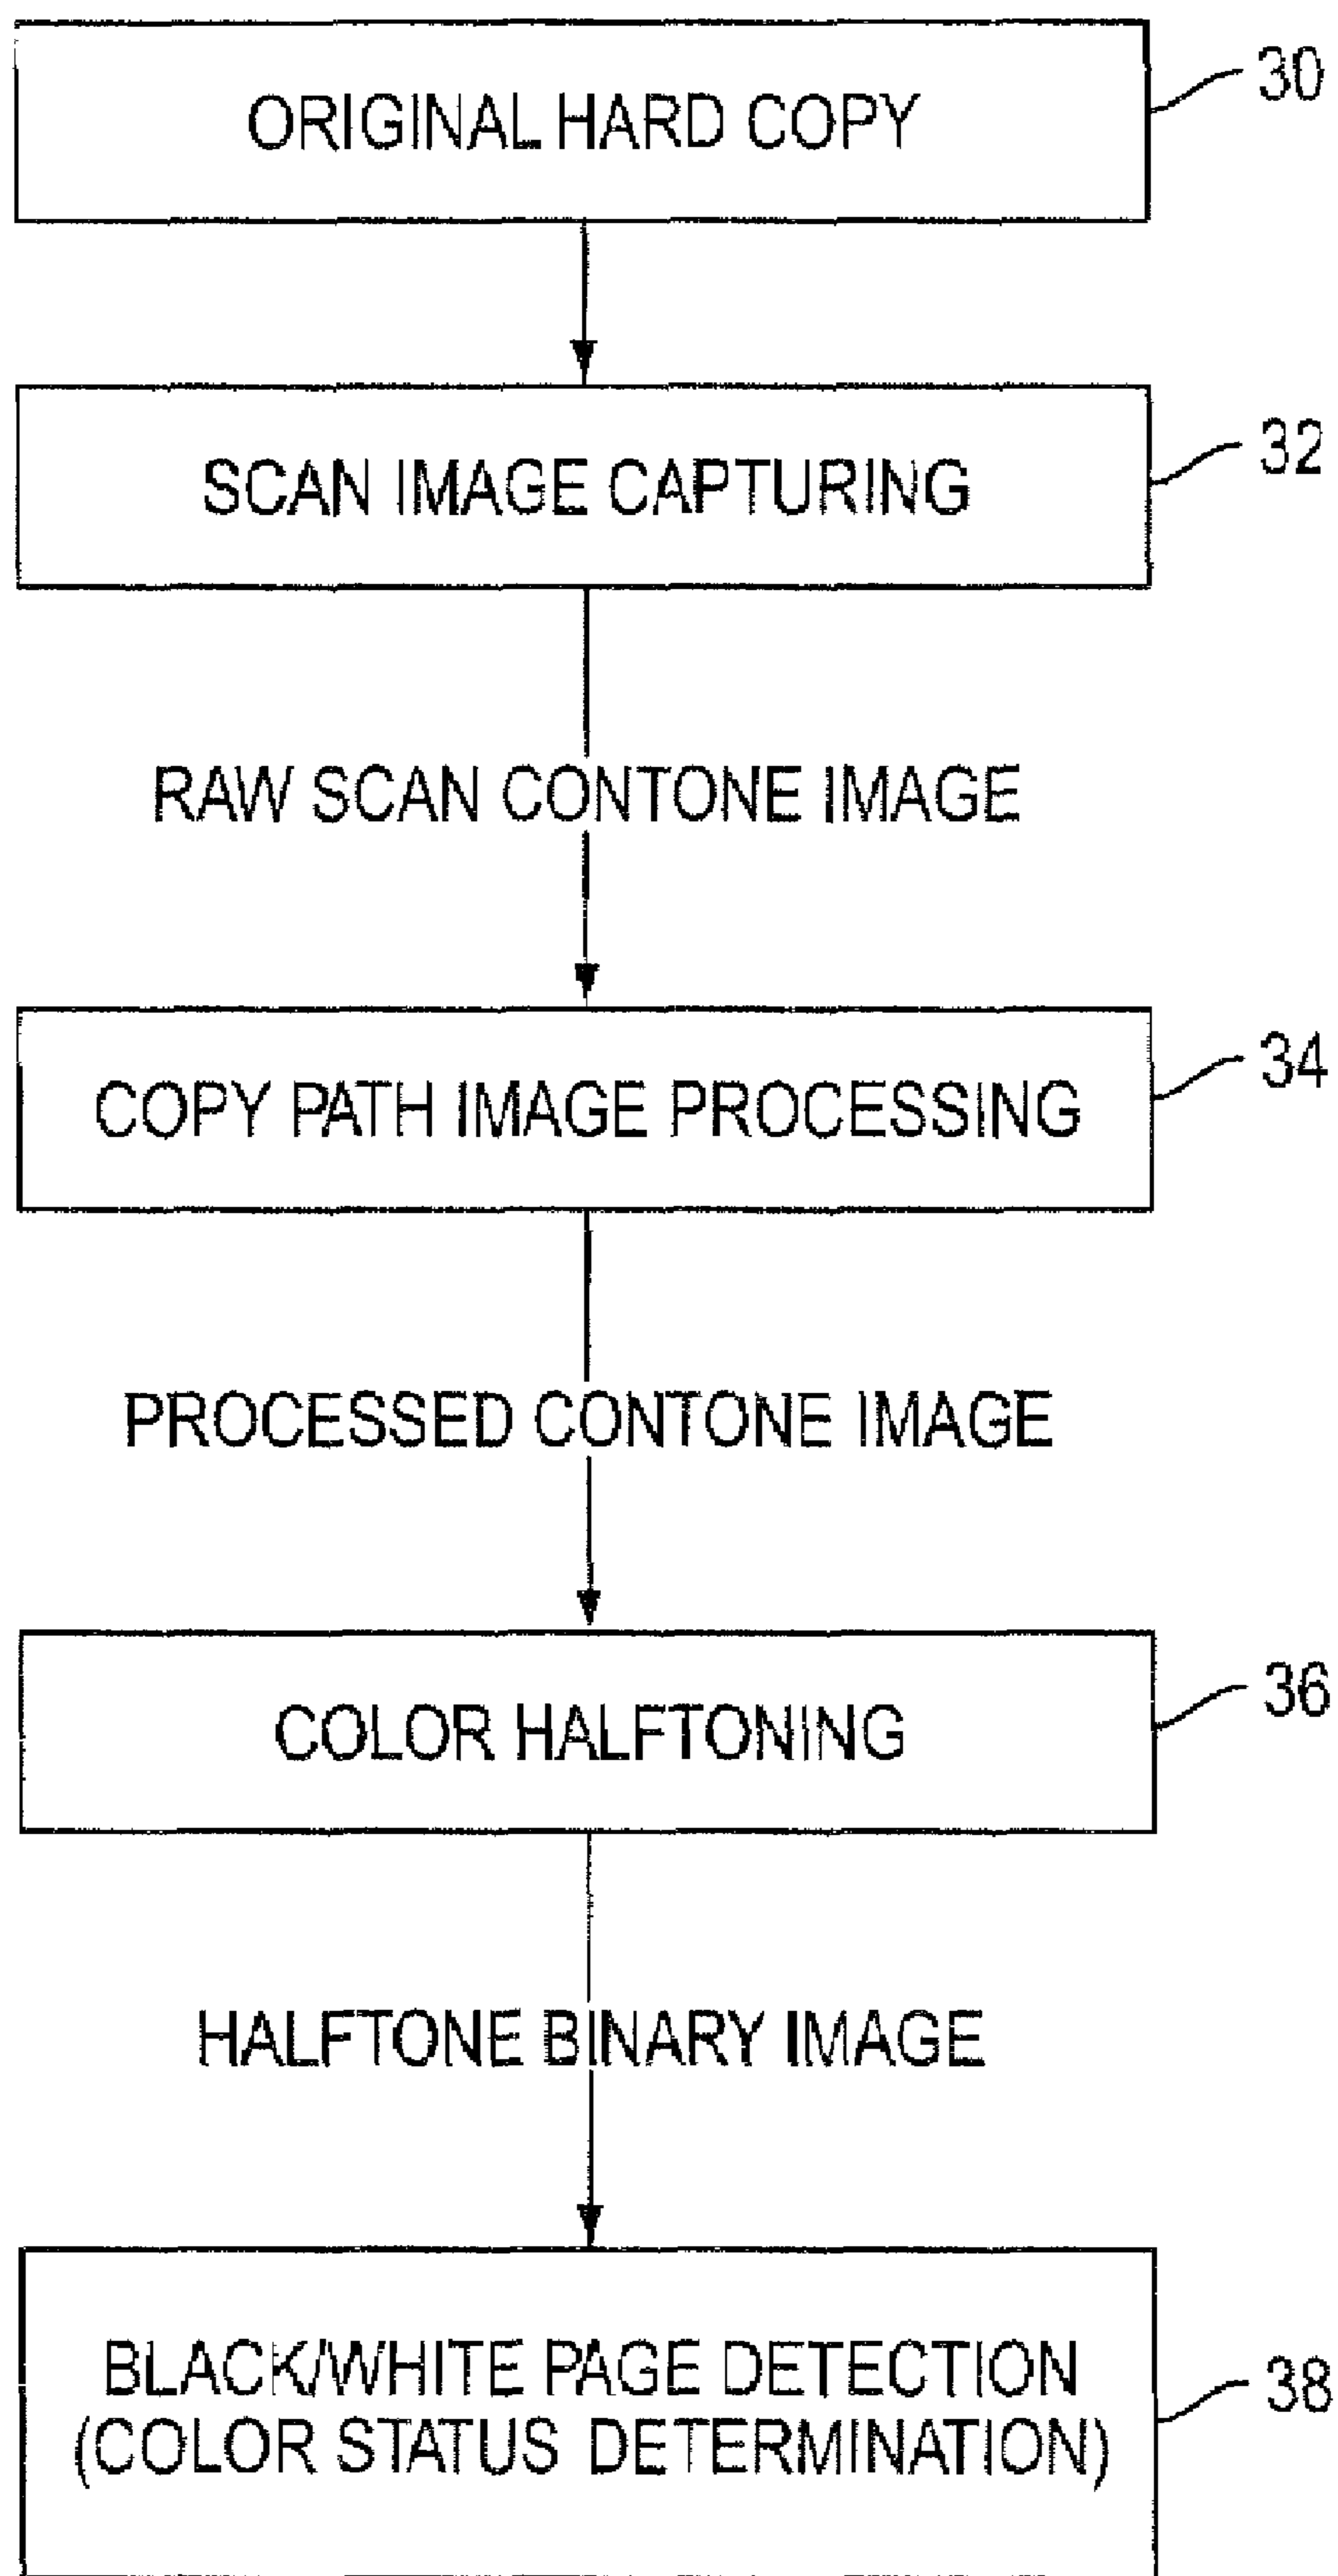 ORIGINAL HARD COPY
30
SCAN IMAGE CAPTURING
32
RAW SCAN CONTONE IMAGE
COPY PATH IMAGE PROCESSING
34
PROCESSED CONTONE IMAGE
COLOR HALFTONING
36
HALFTONE BINARY IMAGE
BLACK/WHITE PAGE DETECTION
(COLOR STATUS DETERMINATION)
38